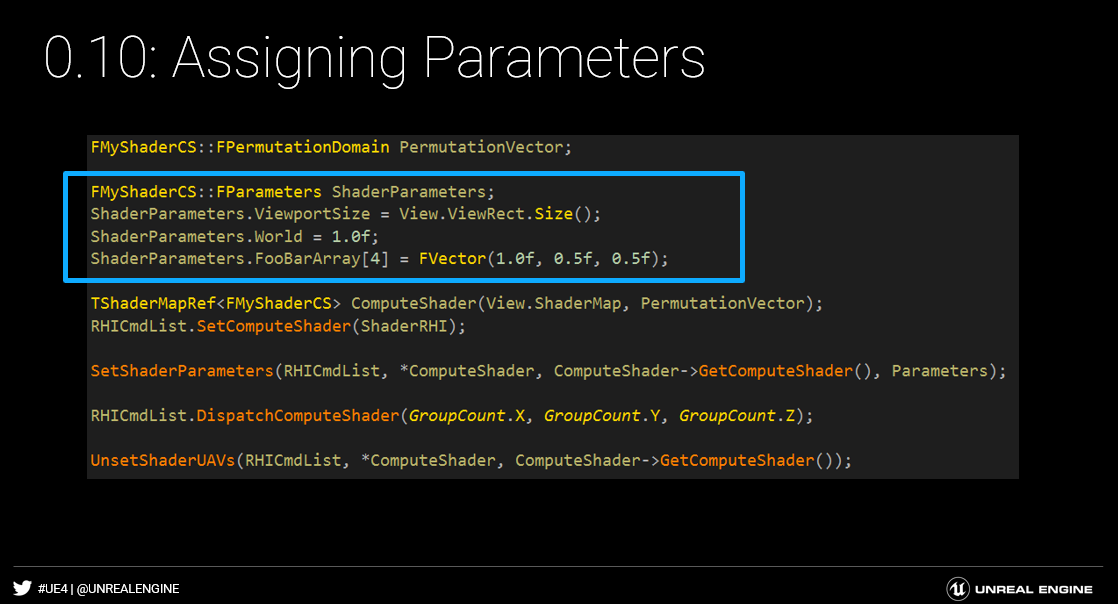 0.10: Assigning Parameters
FMyShaderCS::FPermutationDomain PermutationVector;
FMyShaderCS::FParameters ShaderParameters;
ShaderParameters.ViewportSize = View.ViewRect.Size();
ShaderParameters.World = 1.0f;
ShaderParameters.FooBarArray[4] = FVector(1.0f, 0.5f, 0.5f);
TShaderMapRef<FMyShaderCS> ComputeShader(View.ShaderMap, PermutationVector);
RHICmdList.SetComputeShader(ShaderRHI);
SetShaderParameters(RHICmdList, *ComputeShader, ComputeShader->GetComputeShader(), Parameters);
RHICmdList.DispatchComputeShader(GroupCount.X, GroupCount.Y, GroupCount.Z);
UnsetShaderUAVs(RHICmdList, *ComputeShader, ComputeShader->GetComputeShader());
#UE4 | @UNREALENGINE
UNREAL ENGINE